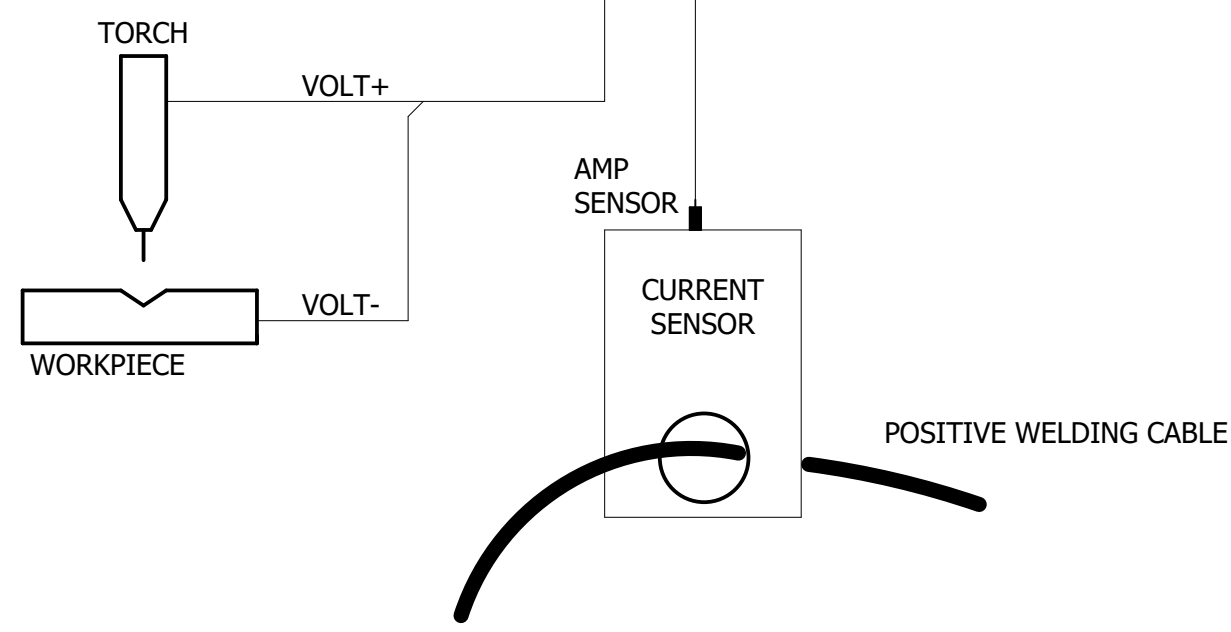 TORCH
VOLT+
AMP
SENSOR
CURRENT
SENSOR
VOLT-
WORKPIECE
POSITIVE WELDING CABLE